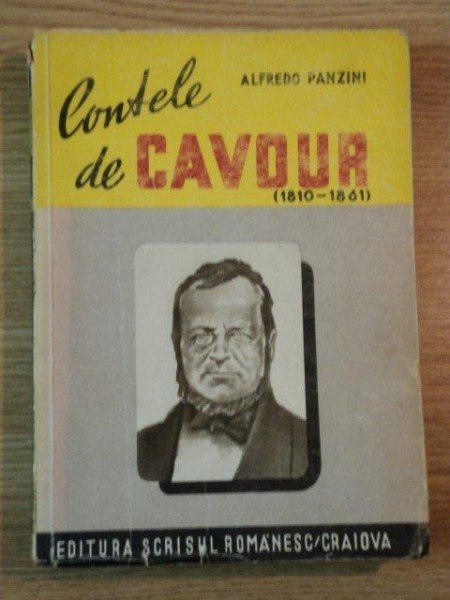 ALFREDO PANZINI
Contele
de CAVOUR
(1810-1861)
EDITURA SCRISUL ROMÂNESC/CRAIOVA